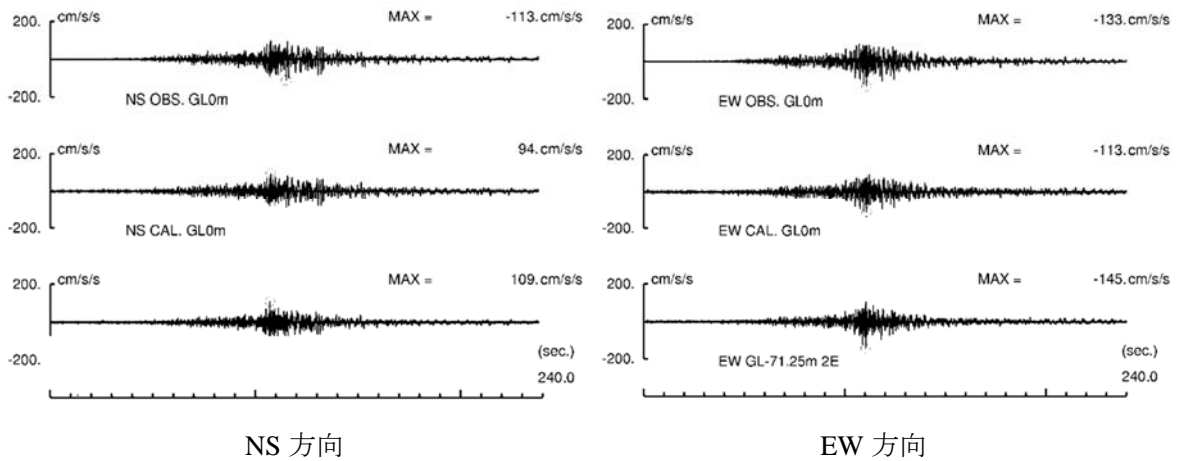 200. cm/s/s MAX = -113. cm/s/s
-200. NS OBS. GL0m
200. cm/s/s MAX = 94. cm/s/s
-200. NS CAL. GL0m
200. cm/s/s MAX = 109. cm/s/s
-200. (sec.)
240.0
NS 方向
200. cm/s/s MAX = -133. cm/s/s
-200. EW OBS. GL0m
200. cm/s/s MAX = -113. cm/s/s
-200. EW CAL. GL0m
200. cm/s/s MAX = -145. cm/s/s
-200. EW GL-71.25m 2E (sec.)
240.0
EW 方向